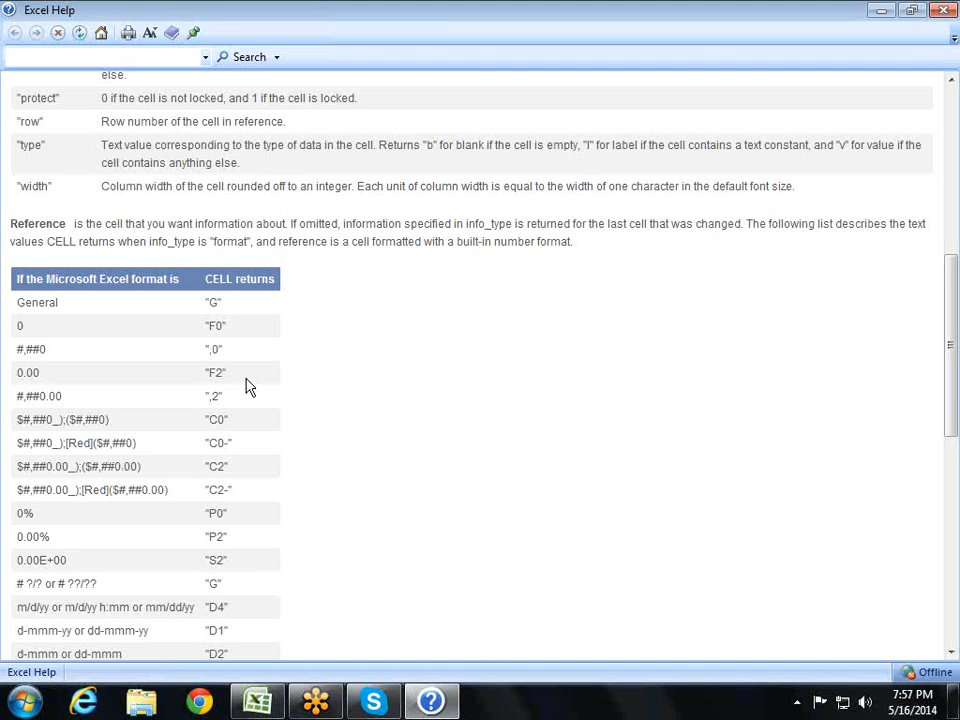 Excel Help
Search
else.
"protect" 0 if the cell is not locked, and 1 if the cell is locked.
"row" Row number of the cell in reference.
"type" Text value corresponding to the type of data in the cell. Returns "b" for blank if the cell is empty, "l" for label if the cell contains a text constant, and "v" for value if the
cell contains anything else.
"width" Column width of the cell rounded off to an integer. Each unit of column width is equal to the width of one character in the default font size.
Reference is the cell that you want information about. If omitted, information specified in info_type is returned for the last cell that was changed. The following list describes the text
values CELL returns when info_type is "format", and reference is a cell formatted with a built-in number format.
If the Microsoft Excel format is CELL returns
General "G"
0 "F0"
#,##0 ",0"
0.00 "F2"
#,##0.00 ",2"
$#,##0_);($#,##0) "C0"
$#,##0_);[Red]($#,##0) "C0-"
$#,##0.00_);($#,##0.00) "C2"
$#,##0.00_);[Red]($#,##0.00) "C2-"
0% "P0"
0.00% "P2"
0.00E+00 "S2"
# ?/? or # ??/?? "G"
m/d/yy or m/d/yy h:mm or mm/dd/yy "D4"
d-mmm-yy or dd-mmm-yy "D1"
d-mmm or dd-mmm "D2"
Excel Help Offline
7:57 PM
5/16/2014